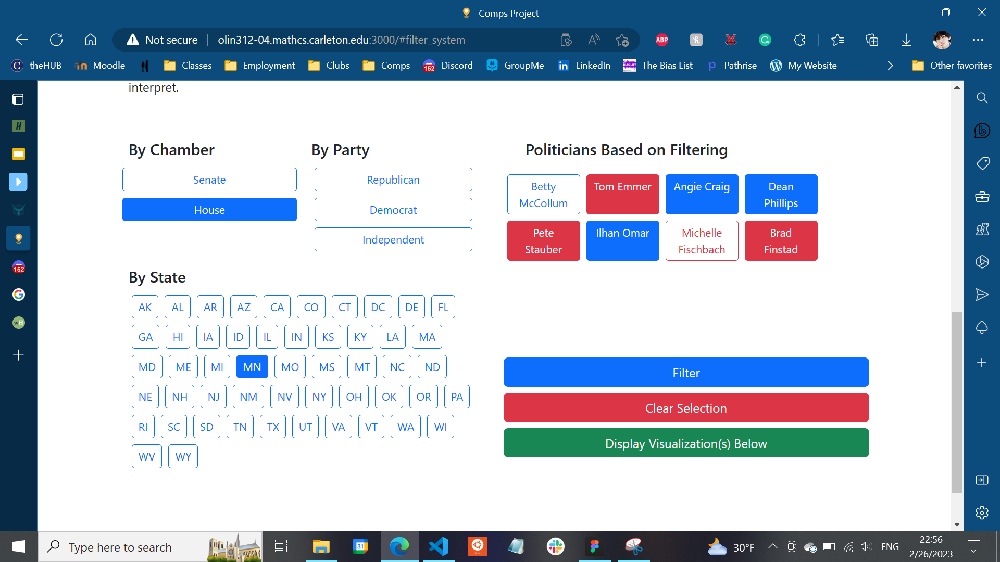 Comps Project
Not secure
olin312-04.mathcs.carleton.edu:3000/#filter_system
ABP
theHUB
Moodle
Classes
Employment
Clubs
Comps
152
Discord
GroupMe
LinkedIn
The Bias List
Pathrise
My Website
Other favorites
interpret.
By Chamber
By Party
Politicians Based on Filtering
Senate
House
Republican
Democrat
Independent
Betty McCollum
Tom Emmer
Angie Craig
Dean Phillips
Pete Stauber
Ilhan Omar
Michelle Fischbach
Brad Finstad
By State
AK AL AR AZ CA CO CT DC DE FL
GA HI IA ID IL IN KS KY LA MA
MD ME MI MN MO MS MT NC ND
NE NH NJ NM NV NY OH OK OR PA
RI SC SD TN TX UT VA VT WA WI
WV WY
Filter
Clear Selection
Display Visualization(s) Below
152
Type here to search
31
30°F
ENG
22:56
2/26/2023